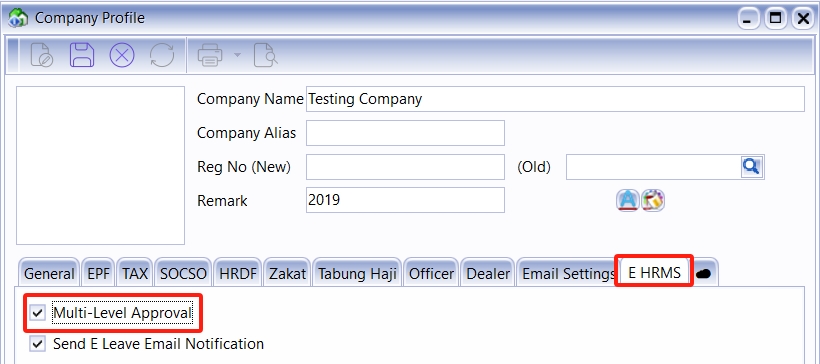 Company Profile
Company Name Testing Company
Company Alias
Reg No (New) (Old)
Remark 2019
General EPF TAX SOCSO HRDF Zakat Tabung Haji Officer Dealer Email Settings E HRMS
Multi-Level Approval
Send E Leave Email Notification